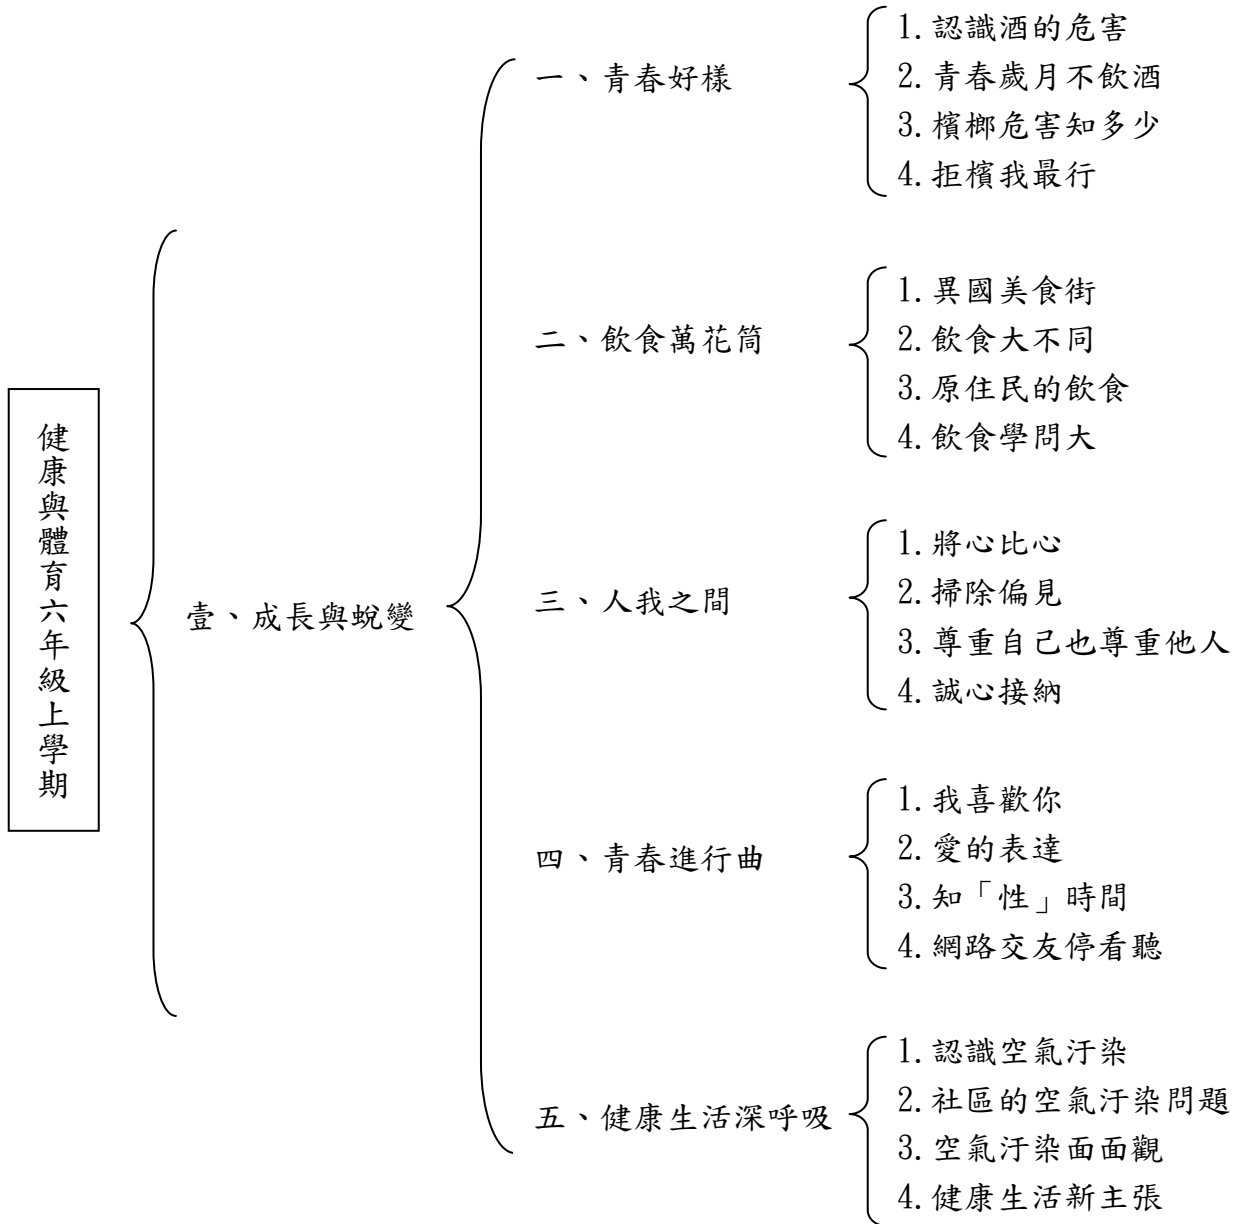 健康與體育六年級上學期
壹、成長與蛻變
一、青春好樣
1.認識酒的危害
2.青春歲月不飲酒
3.檳榔危害知多少
4.拒檳我最行
二、飲食萬花筒
1.異國美食街
2.飲食大不同
3.原住民的飲食
4.飲食學問大
三、人我之間
1.將心比心
2.掃除偏見
3.尊重自己也尊重他人
4.誠心接納
四、青春進行曲
1.我喜歡你
2.愛的表達
3.知「性」時間
4.網路交友停看聽
五、健康生活深呼吸
1.認識空氣汙染
2.社區的空氣汙染問題
3.空氣汙染面面觀
4.健康生活新主張